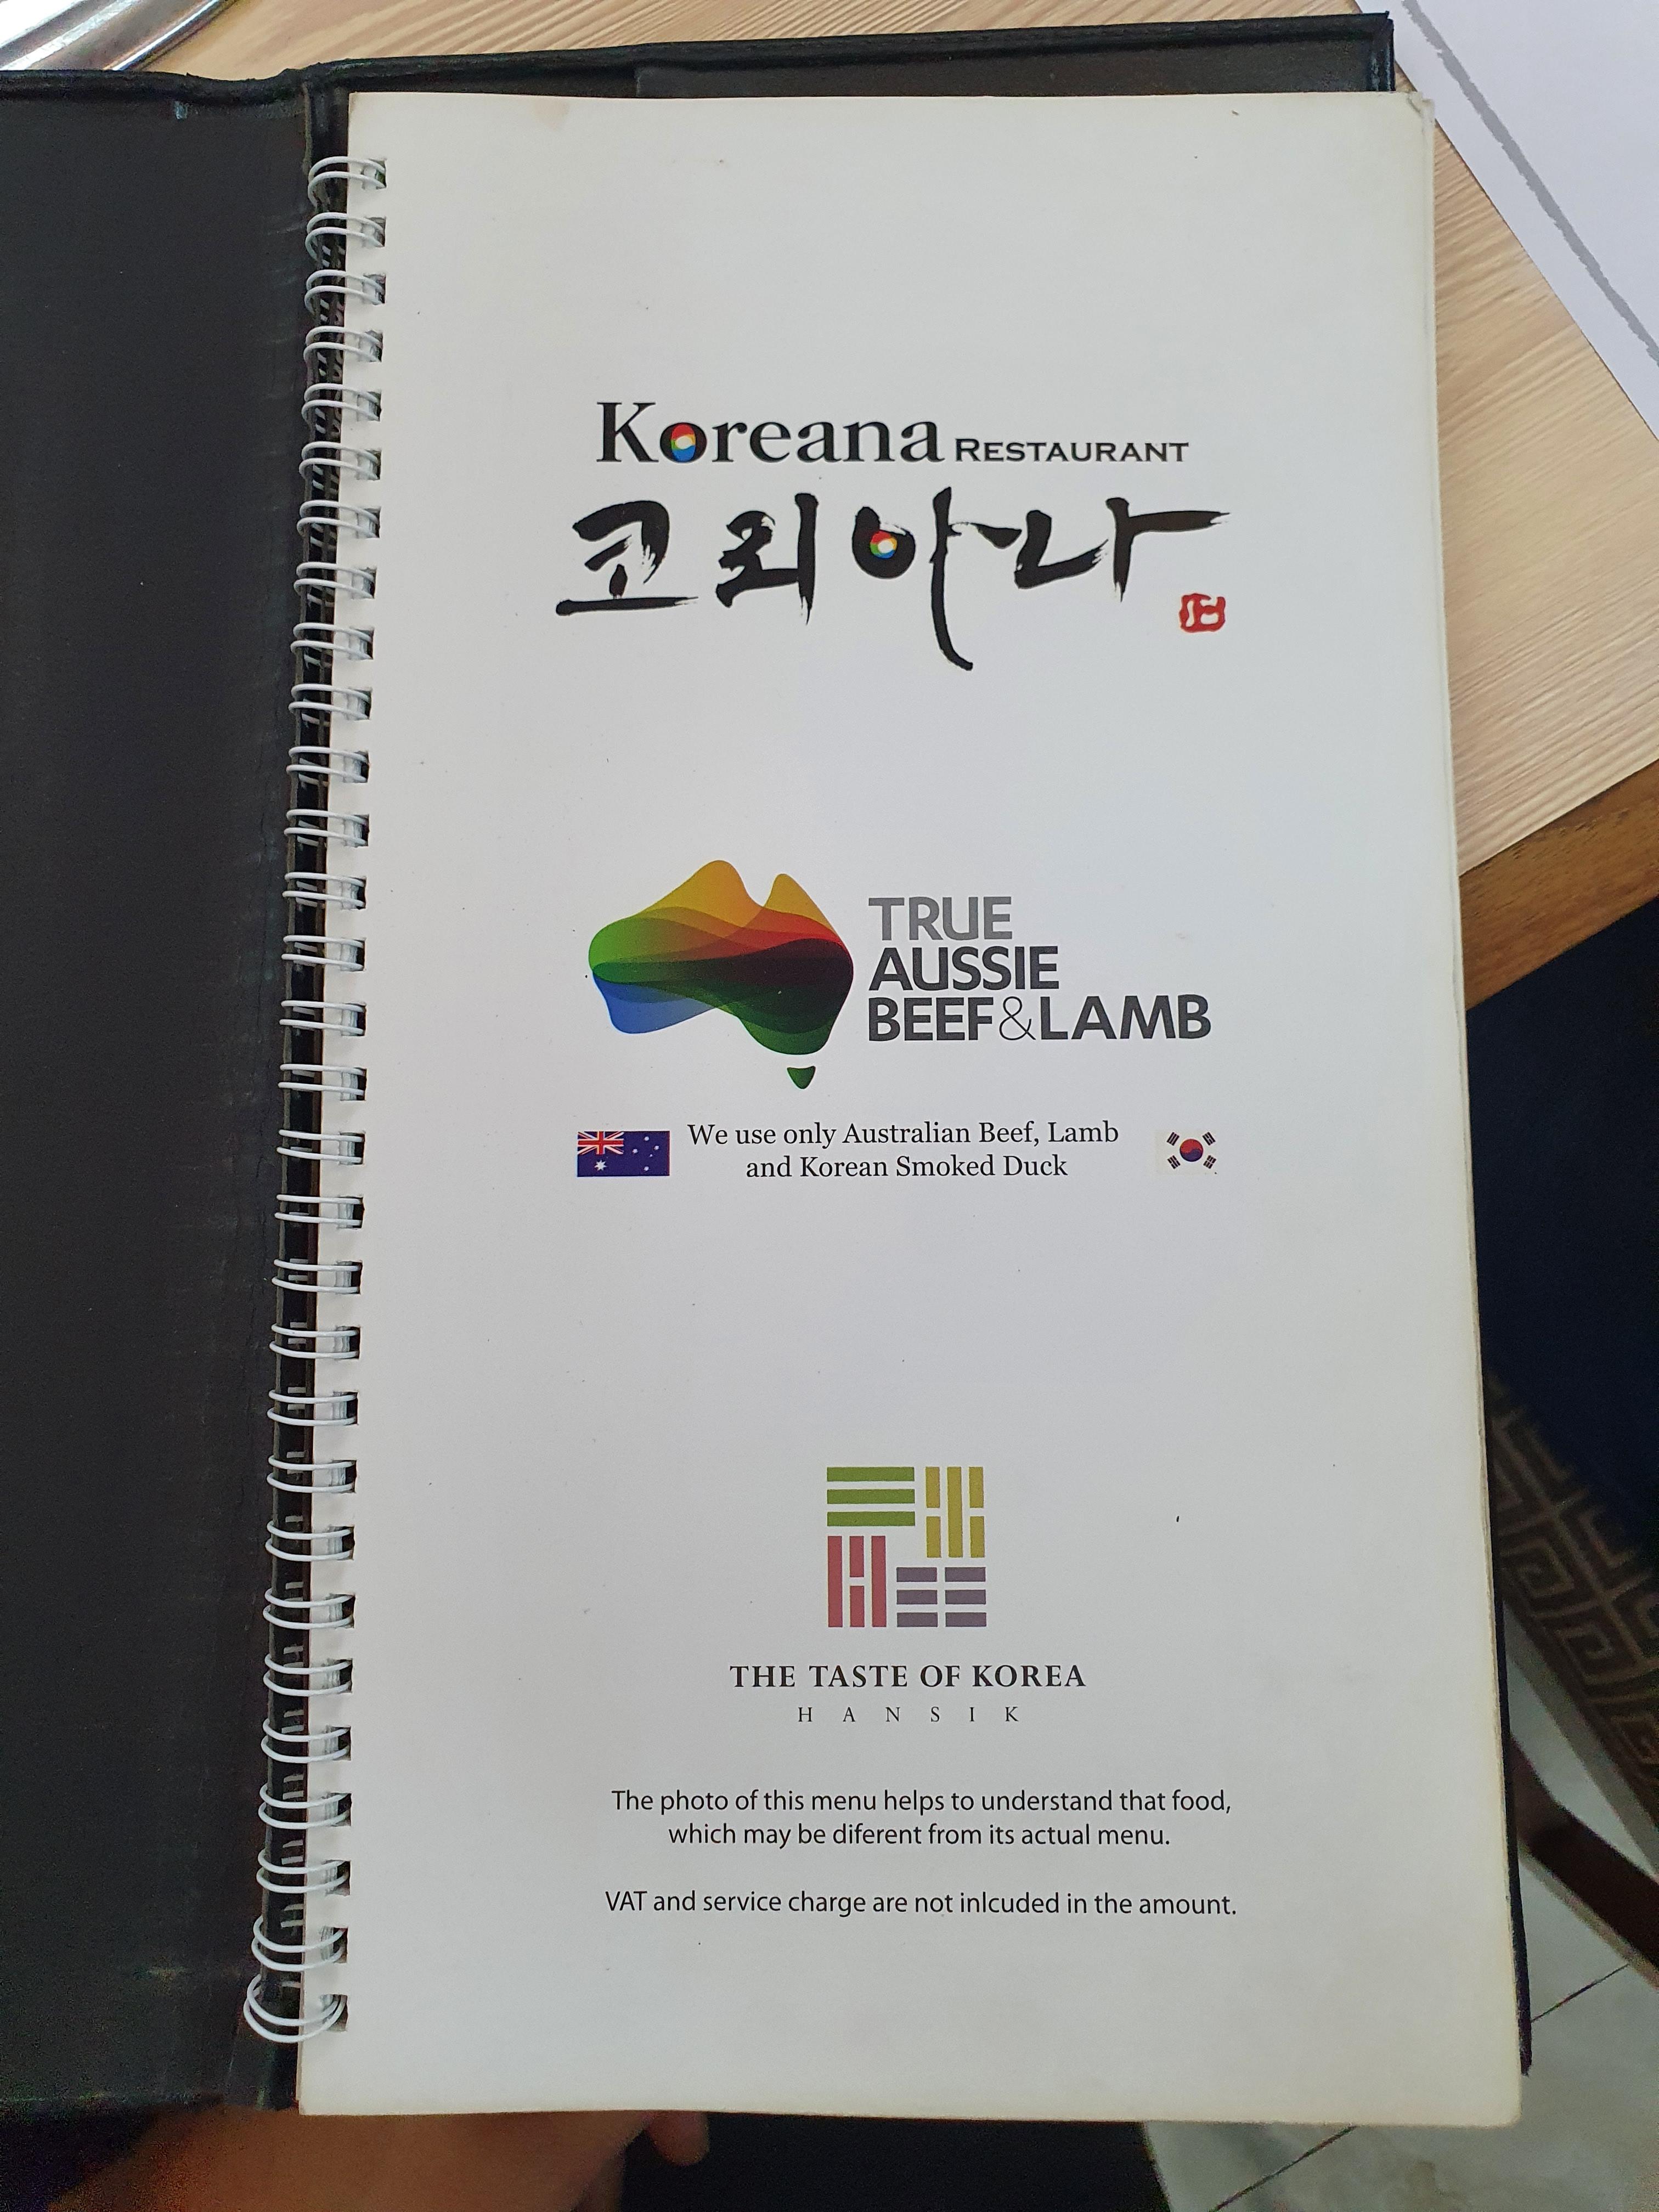 Koreana RESTAURANT
코리아나
TRUE
AUSSIE
BEEF&LAMB
We use only Australian Beef, Lamb
and Korean Smoked Duck
THE TASTE OF KOREA
HANSIK
The photo of this menu helps to understand that food,
which may be diferent from its actual menu.
VAT and service charge are not inlcuded in the amount.